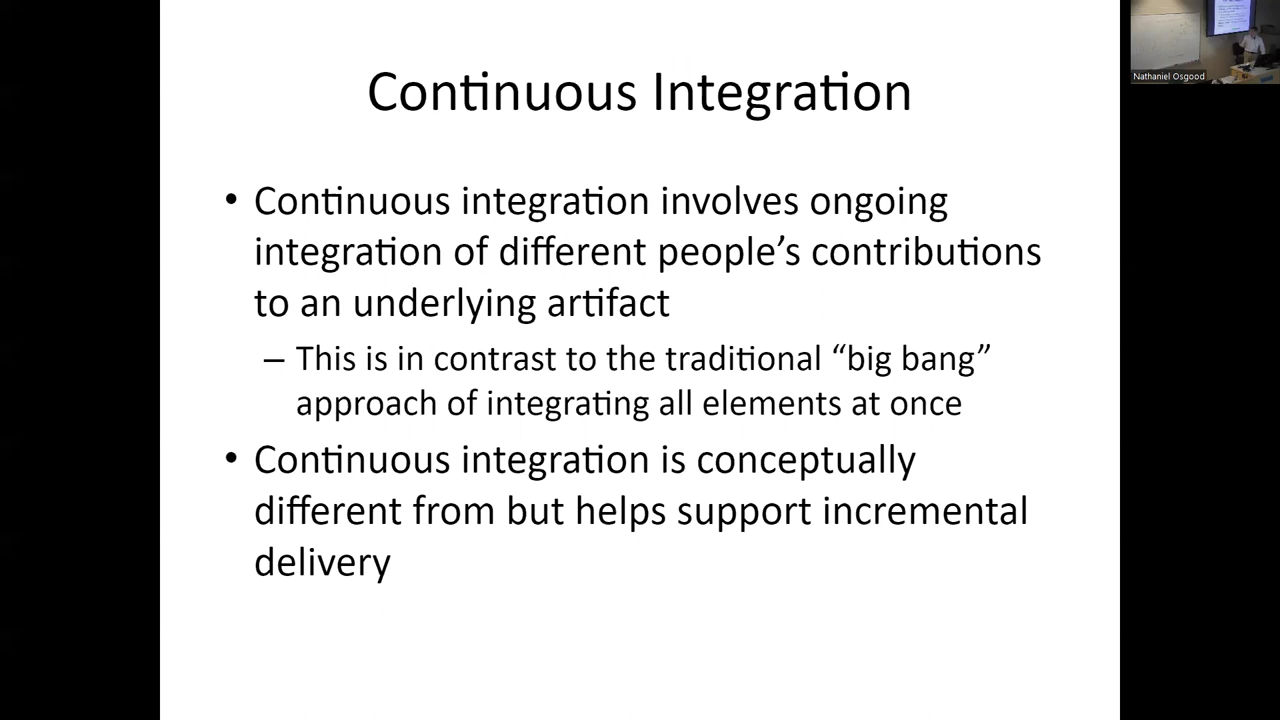 Continuous Integration
• Continuous integration involves ongoing
integration of different people’s contributions
to an underlying artifact
– This is in contrast to the traditional “big bang”
approach of integrating all elements at once
• Continuous integration is conceptually
different from but helps support incremental
delivery
Nathaniel Osgood